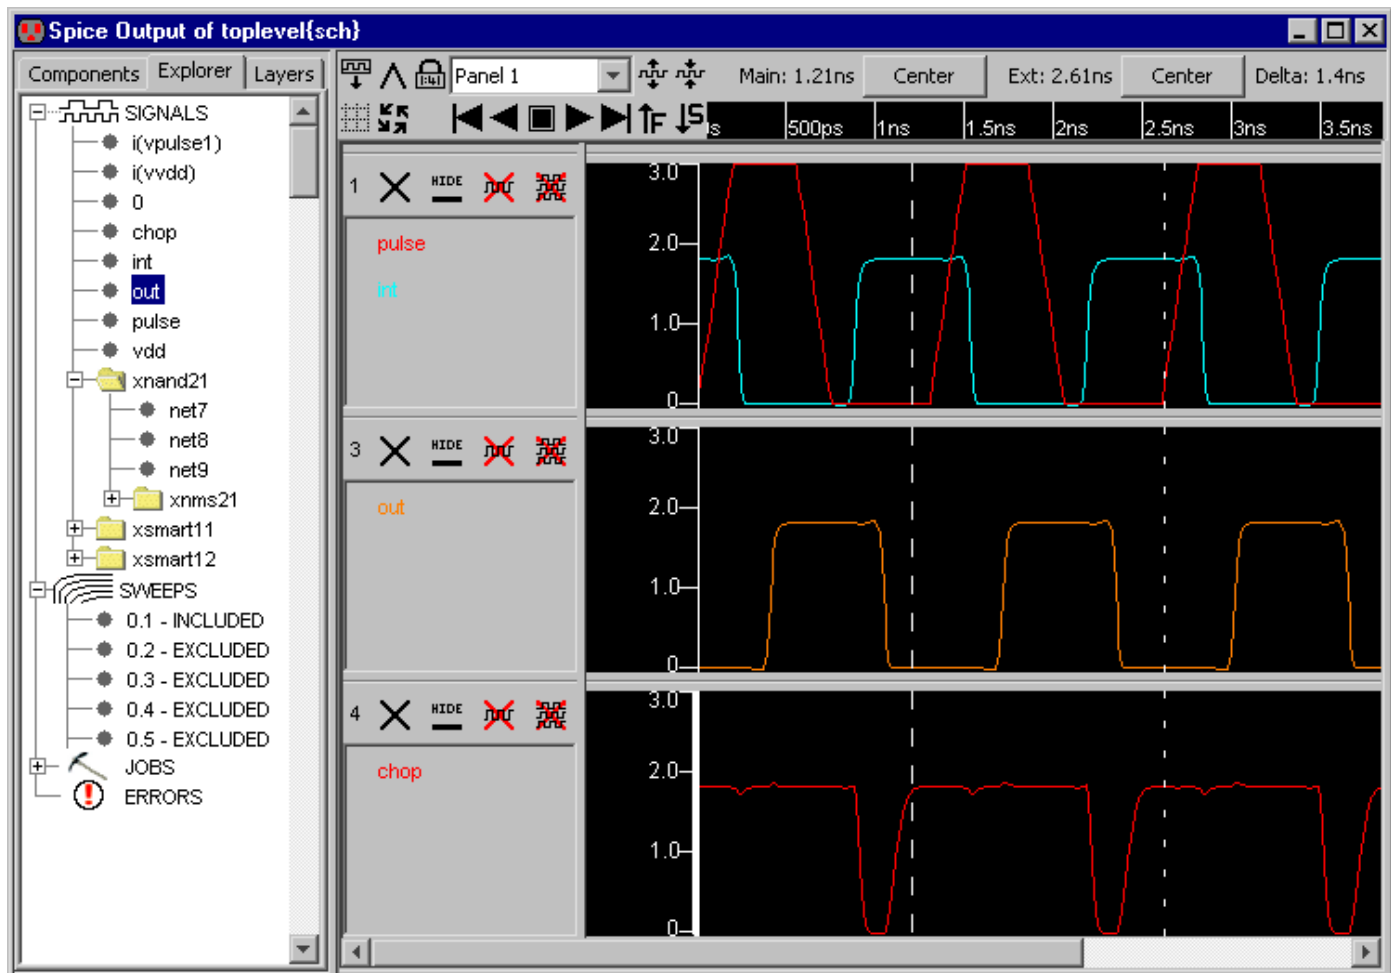 Spice Output of toplevel{sch}
Components Explorer Layers
Panel 1 Main: 1.21ns Center Ext: 2.61ns Center Delta: 1.4ns
500ps 1ns 1.5ns 2ns 2.5ns 3ns 3.5ns
SIGNALS
i(vpulse1)
i(vvdd)
0
chop
int
out
pulse
vdd
xnand21
net7
net8
net9
xnms21
xsmart11
xsmart12
SWEEPS
0.1 - INCLUDED
0.2 - EXCLUDED
0.3 - EXCLUDED
0.4 - EXCLUDED
0.5 - EXCLUDED
JOBS
ERRORS
1 HIDE
pulse
int
3.0
2.0
1.0
0
3 HIDE
out
3.0
2.0
1.0
0
4 HIDE
chop
3.0
2.0
1.0
0